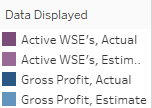 Data Displayed
Active WSE's, Actual
Active WSE's, Estim..
Gross Profit, Actual
Gross Profit, Estimate